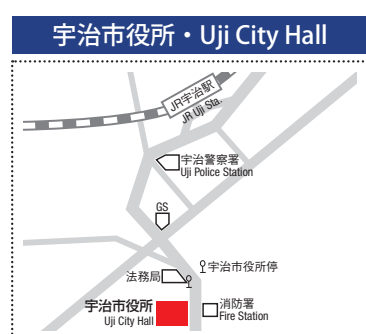 宇治市役所・Uji City Hall
JR宇治駅
JR Uji Sta.
宇治警察署
Uji Police Station
GS
宇治市役所停
法務局
宇治市役所
Uji City Hall
消防署
Fire Station